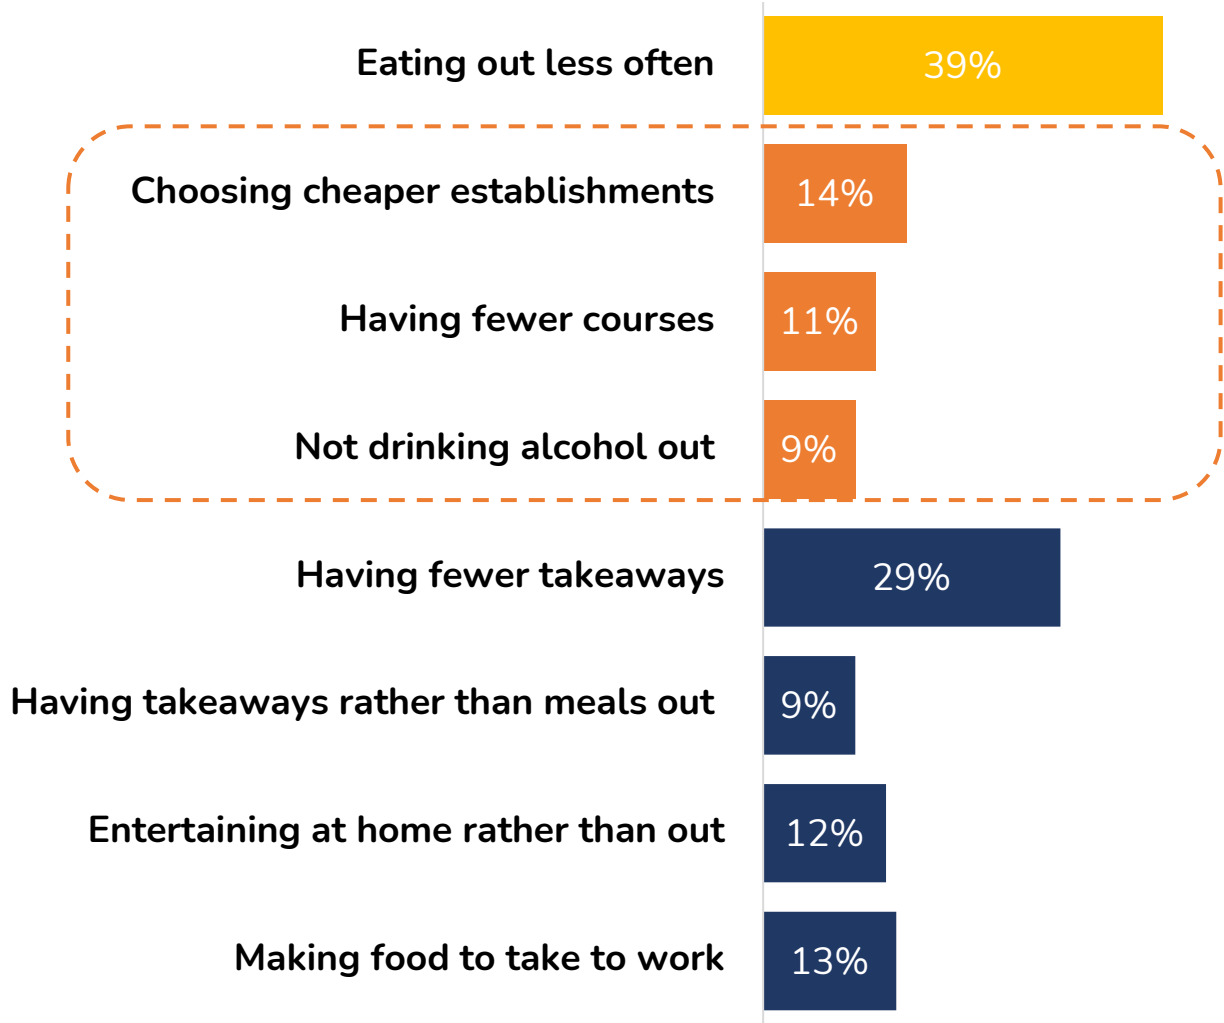 Eating out less often 39%
Choosing cheaper establishments 14%
Having fewer courses 11%
Not drinking alcohol out 9%
Having fewer takeaways 29%
Having takeaways rather than meals out 9%
Entertaining at home rather than out 12%
Making food to take to work 13%